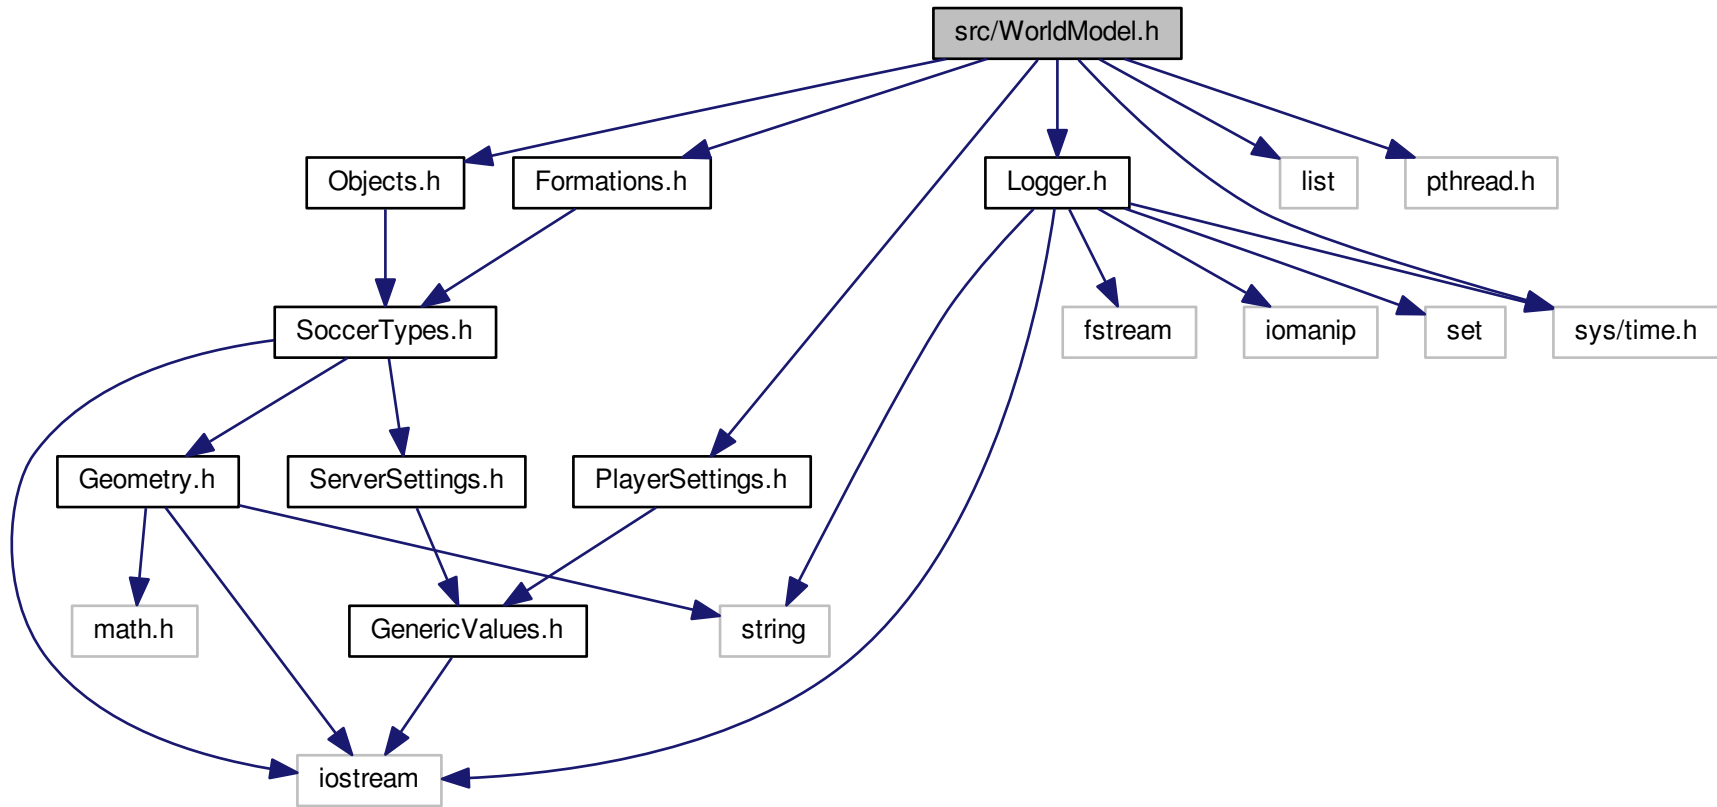 src/WorldModel.h
Objects.h
Formations.h
Logger.h
list
pthread.h
SoccerTypes.h
fstream
iomanip
set
sys/time.h
Geometry.h
ServerSettings.h
PlayerSettings.h
math.h
GenericValues.h
string
iostream